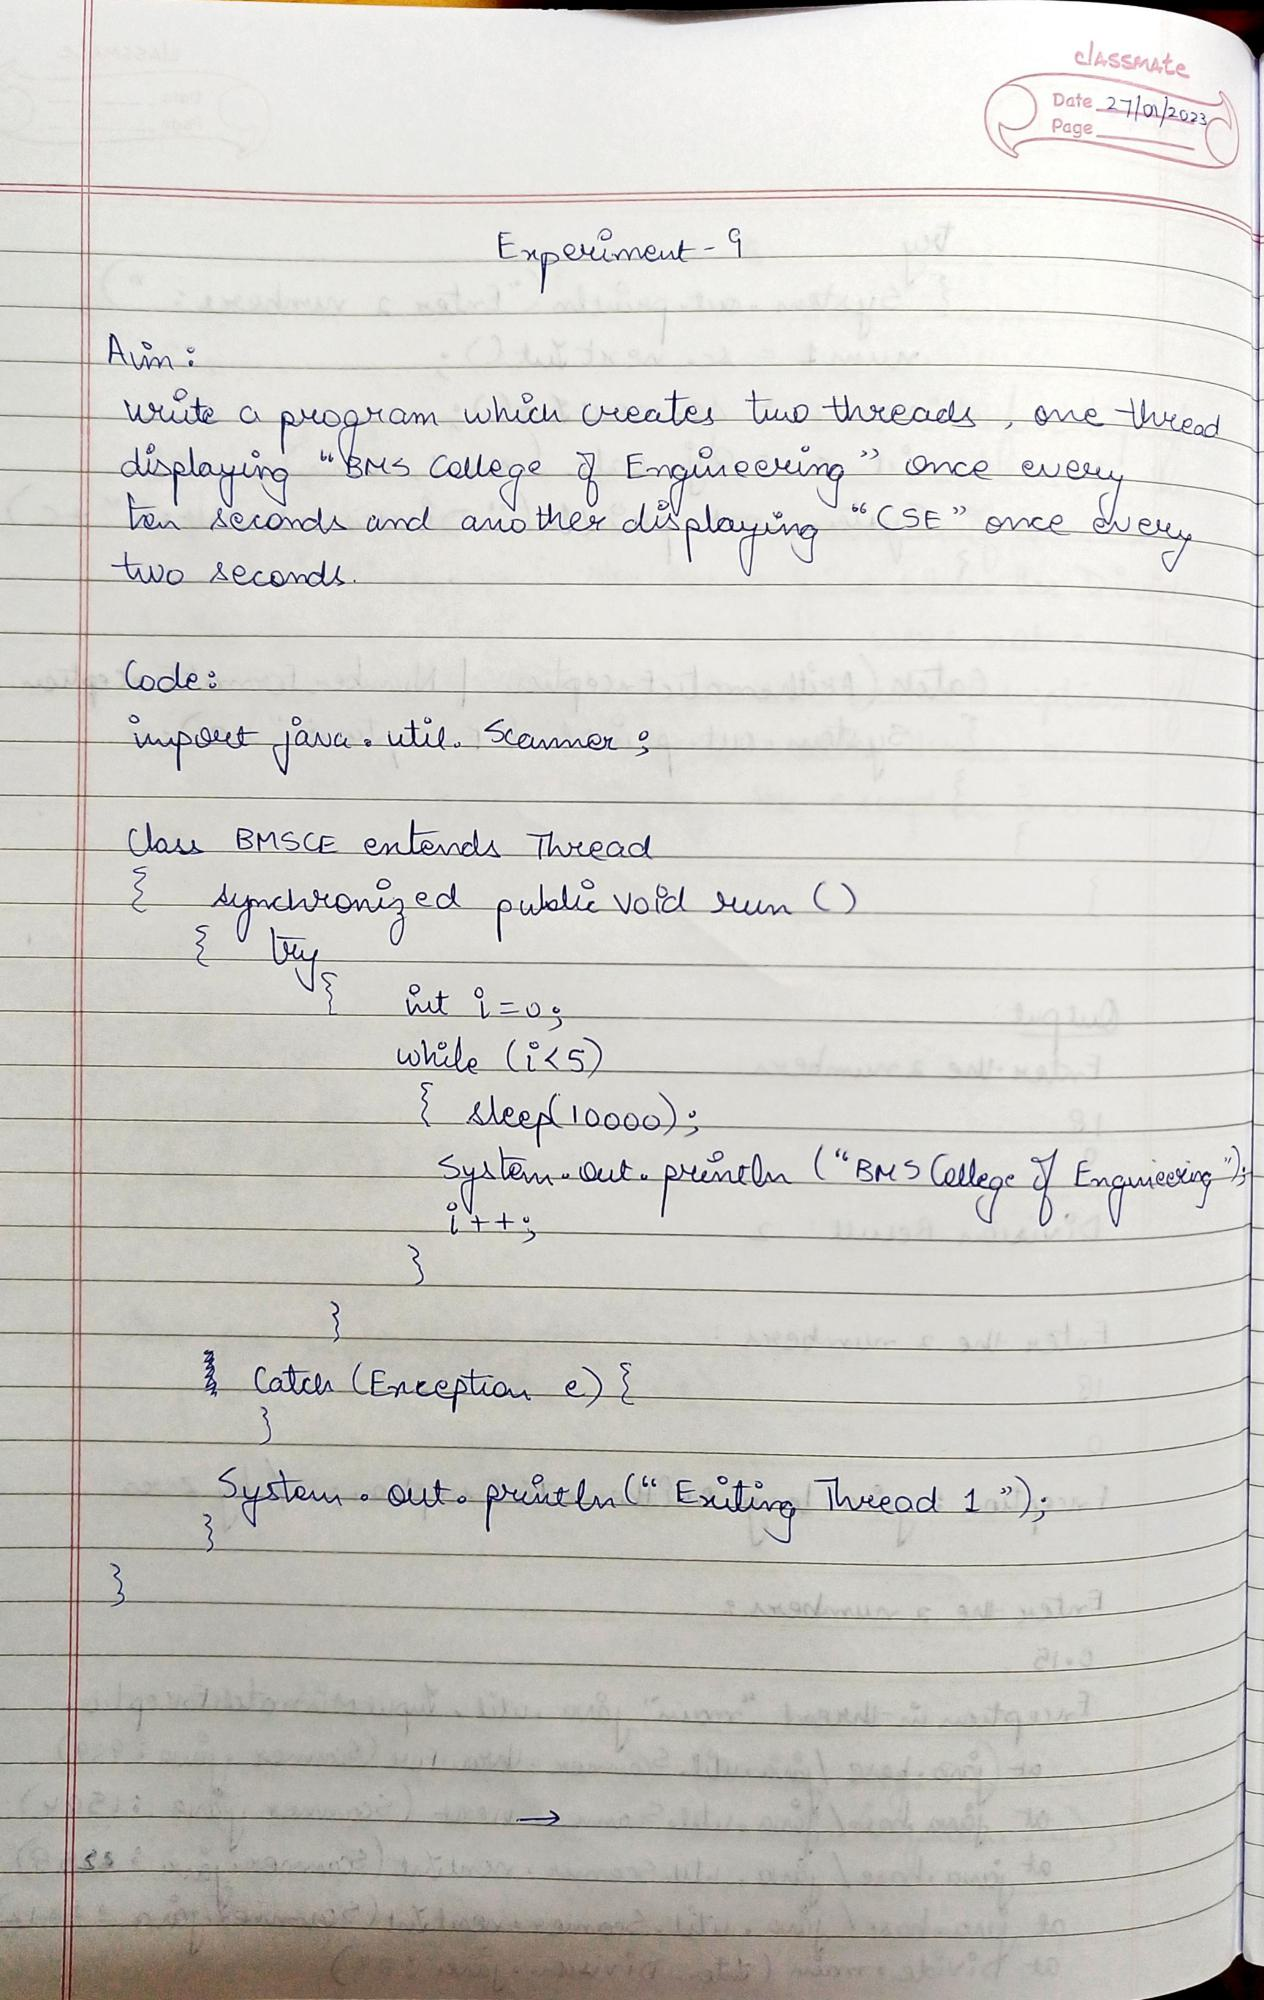 classmate
Date 27/01/2023
Page
Experiment - 9
Aim:
Write a program which creates two threads, one thread
displaying "BMS College of Engineering" once every
ten seconds and another displaying "CSE" once every
two seconds.
Code:
import java.util.Scanner;
Class BMSCE extends Thread
{ synchronized public void run ()
{ try
{ int i=0;
while (i<5)
{ sleep(10000);
System.out.println ("BMS College of Engineering");
i++;
}
}
Catch (Exception e) {
}
System.out.println("Exiting Thread 1");
}
}
→